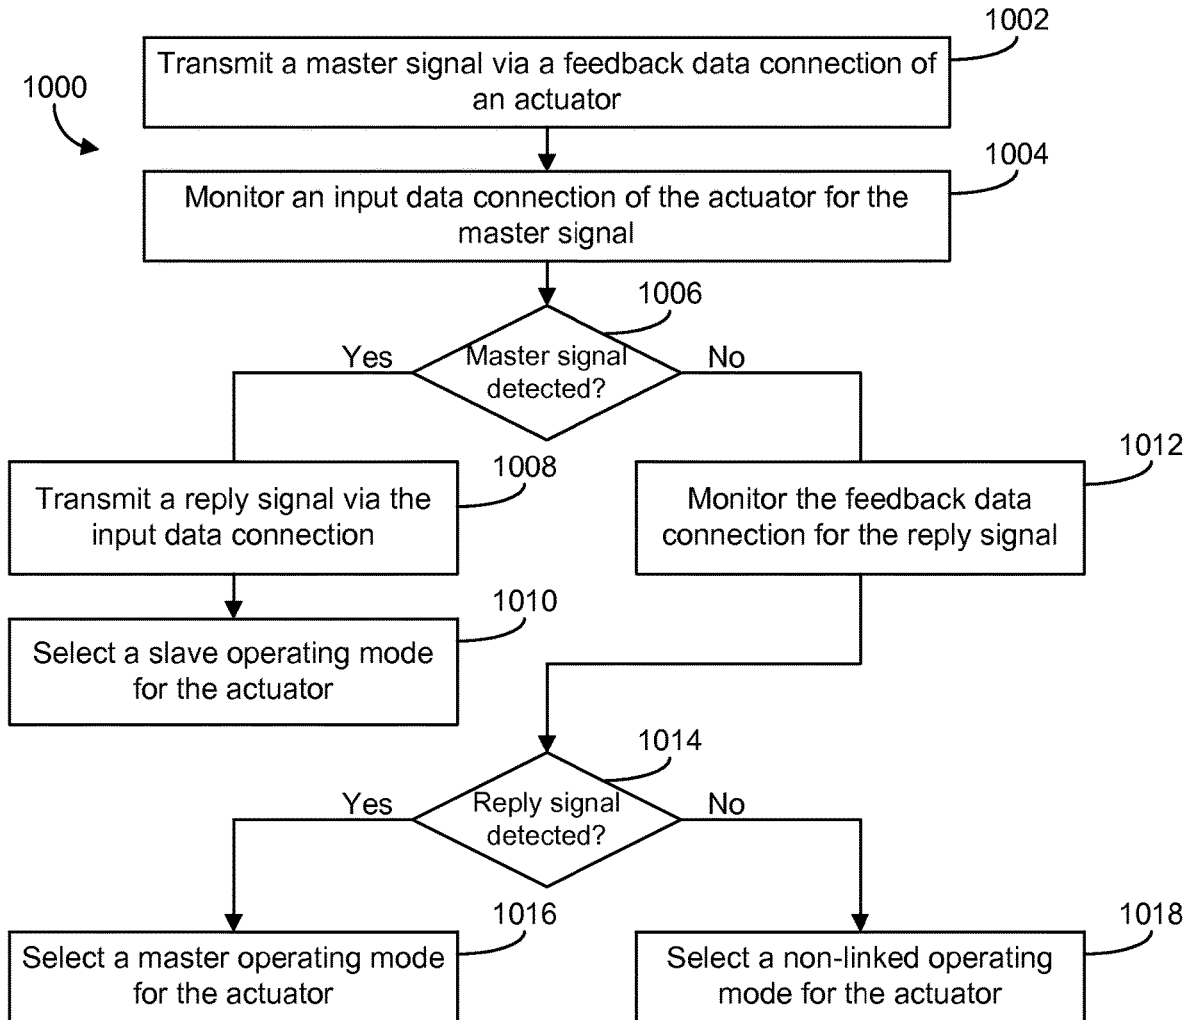 1002
Transmit a master signal via a feedback data connection of
an actuator
1000
1004
Monitor an input data connection of the actuator for the
master signal
1006
Yes
Master signal
detected?
No
1008
Transmit a reply signal via the
input data connection
1012
Monitor the feedback data
connection for the reply signal
1010
Select a slave operating mode
for the actuator
1014
Yes
Reply signal
detected?
No
1016
Select a master operating mode
for the actuator
1018
Select a non-linked operating
mode for the actuator